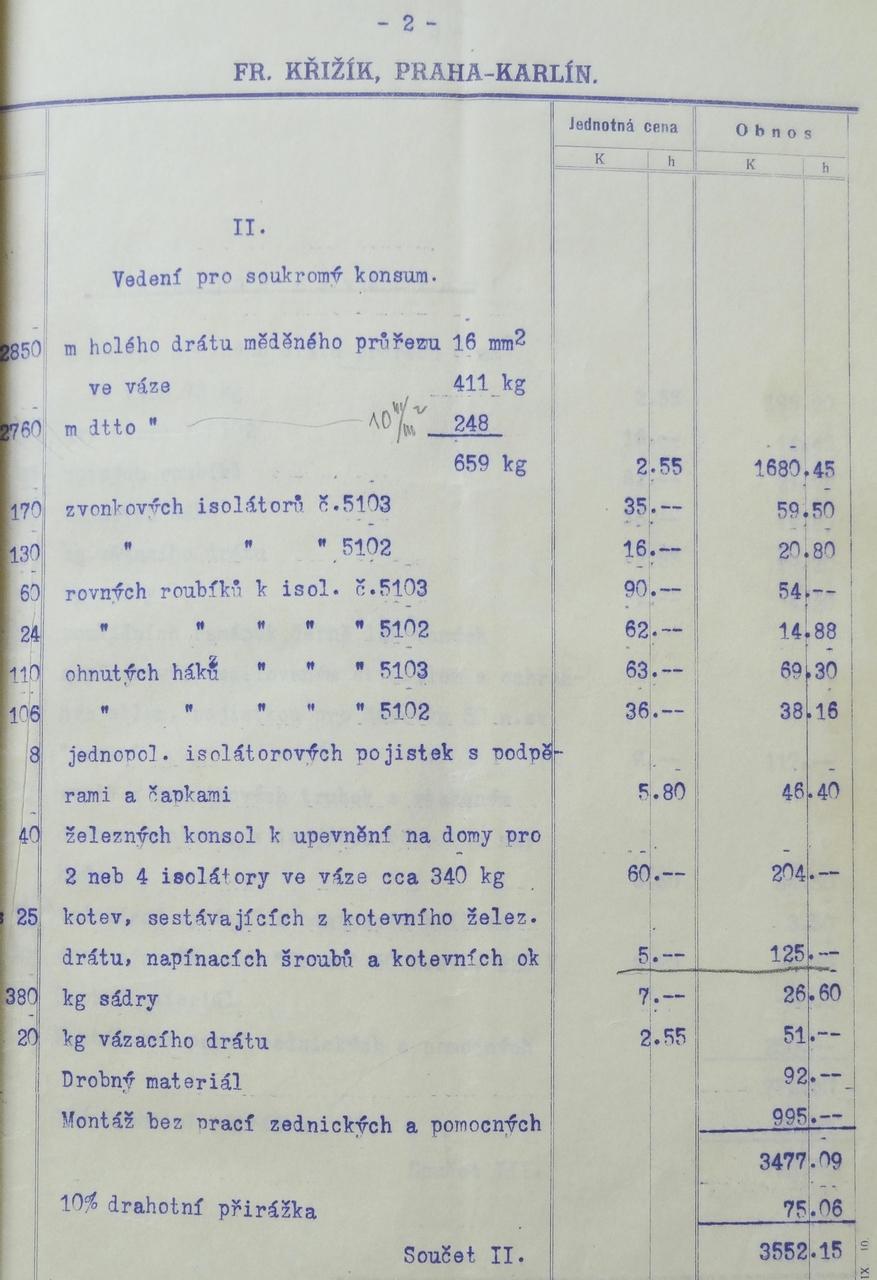 - 2 -
FR. KŘIŽÍK, PRAHA-KARLÍN.
Jednotná cena Obnos
K h K h
II.
Vedení pro soukromý konsum.
2850 m holého drátu měděného průřezu 16 mm2
ve váze 411 kg
2760 m dtto " 10 m/m2 248
659 kg 2.55 1680.45
170 zvonkových isolátorů č.5103 35.-- 59.50
130 " " " 5102 16.-- 20.80
60 rovných roubíků k isol. č.5103 90.-- 54.--
24 " " " " " 5102 62.-- 14.88
110 ohnutých háků " " " 5103 63.-- 69.30
106 " " " " " 5102 36.-- 38.16
8 jednopol. isolátorových pojistek s podpě-
rami a čapkami 5.80 46.40
40 železných konsol k upevnění na domy pro
2 neb 4 isolátory ve váze cca 340 kg 60.-- 204.--
25 kotev, sestávajících z kotevního želez.
drátu, napínacích šroubů a kotevních ok 5.-- 125.--
380 kg sádry 7.-- 26.60
20 kg vázacího drátu 2.55 51.--
Drobný materiál 92.--
Montáž bez prací zednických a pomocných 995.--
3477.09
10% drahotní přirážka 75.06
Součet II. 3552.15